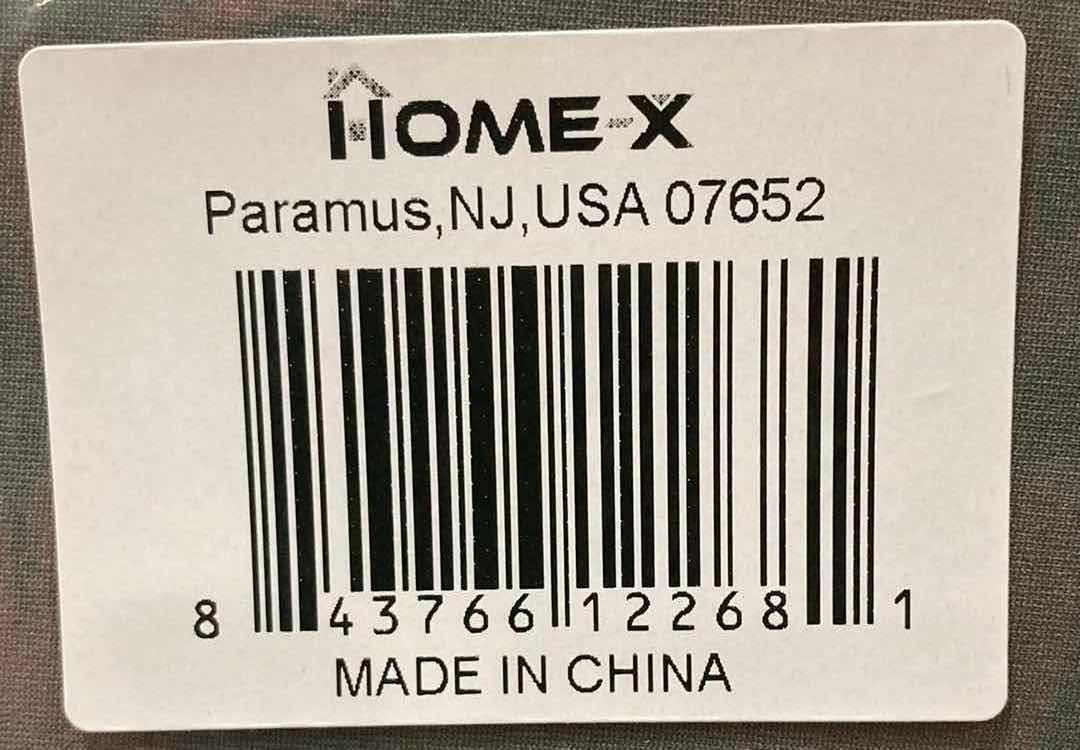 HOME-X
Paramus,NJ,USA 07652
8 43766 12268 1
MADE IN CHINA